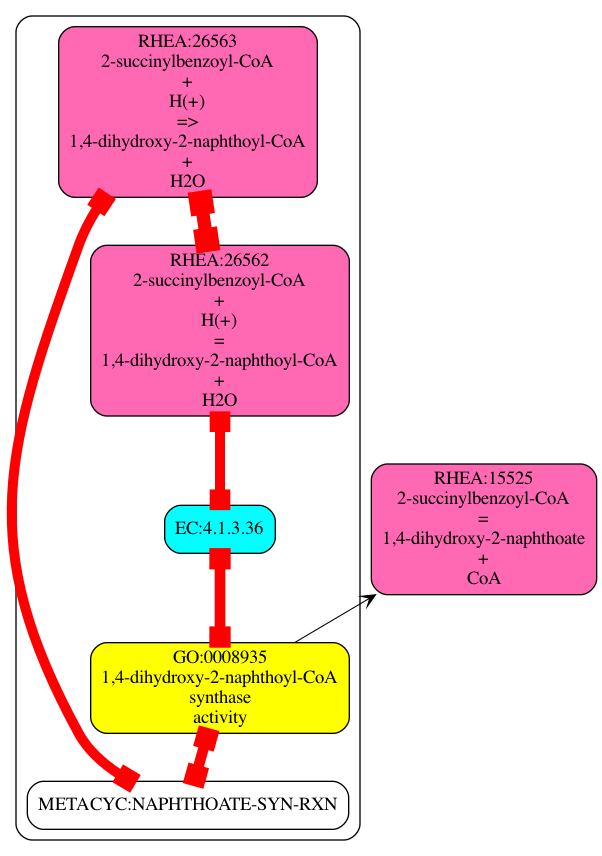 RHEA:26563
2-succinylbenzoyl-CoA
+
H(+)
=>
1,4-dihydroxy-2-naphthoyl-CoA
+
H2O
RHEA:26562
2-succinylbenzoyl-CoA
+
H(+)
=
1,4-dihydroxy-2-naphthoyl-CoA
+
H2O
RHEA:15525
2-succinylbenzoyl-CoA
=
1,4-dihydroxy-2-naphthoate
+
CoA
EC:4.1.3.36
GO:0008935
1,4-dihydroxy-2-naphthoyl-CoA
synthase
activity
METACYC:NAPHTHOATE-SYN-RXN